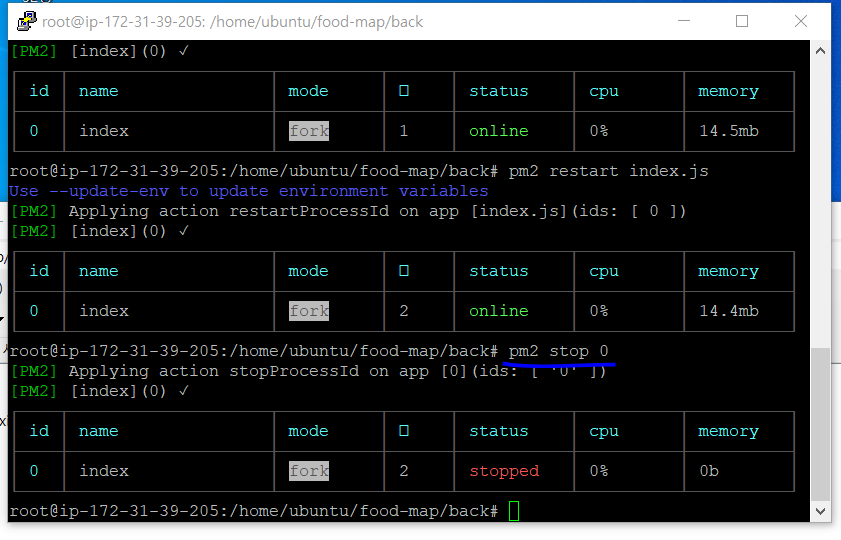 root@ip-172-31-39-205: /home/ubuntu/food-map/back
[PM2] [index](0) ✓
id name mode □ status cpu memory
0 index fork 1 online 0% 14.5mb
root@ip-172-31-39-205:/home/ubuntu/food-map/back# pm2 restart index.js
Use --update-env to update environment variables
[PM2] Applying action restartProcessId on app [index.js](ids: [ 0 ])
[PM2] [index](0) ✓
id name mode □ status cpu memory
0 index fork 2 online 0% 14.4mb
root@ip-172-31-39-205:/home/ubuntu/food-map/back# pm2 stop 0
[PM2] Applying action stopProcessId on app [0](ids: [ '0' ])
[PM2] [index](0) ✓
id name mode □ status cpu memory
0 index fork 2 stopped 0% 0b
root@ip-172-31-39-205:/home/ubuntu/food-map/back#